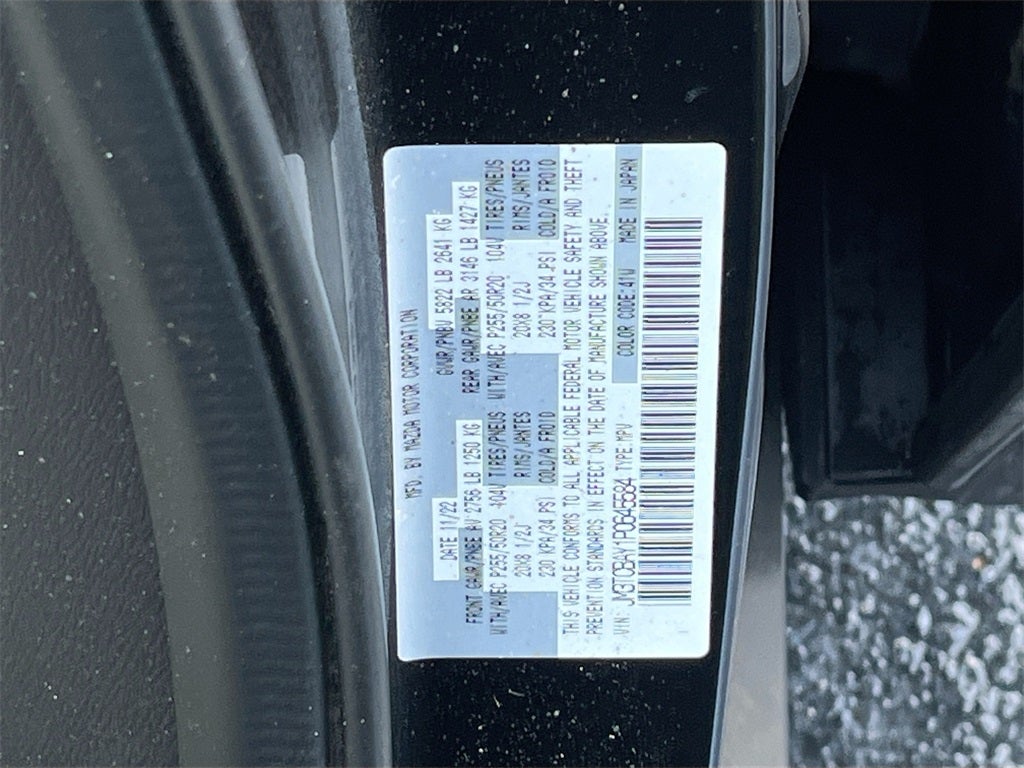 MFD. BY MAZDA MOTOR CORPORATION
DATE 11/22 GVWR/PNBV 5822 LB 2641 KG
FRONT GAWR/PNBE AV 2756 LB 1250 KG REAR GAWR/PNBE AR 3146 LB 1427 KG
WITH/AVEC P255/50R20 104V TIRES/PNEUS WITH/AVEC P255/50R20 104V TIRES/PNEUS
20X8 1/2J RIMS/JANTES 20X8 1/2J RIMS/JANTES
230 KPA/34 PSI COLD/A FROID 230 KPA/34 PSI COLD/A FROID
THIS VEHICLE CONFORMS TO ALL APPLICABLE FEDERAL MOTOR VEHICLE SAFETY AND THEFT
PREVENTION STANDARDS IN EFFECT ON THE DATE OF MANUFACTURE SHOWN ABOVE.
VIN: JM3TCBAY1P0645584 TYPE:MPV COLOR CODE:41W MADE IN JAPAN